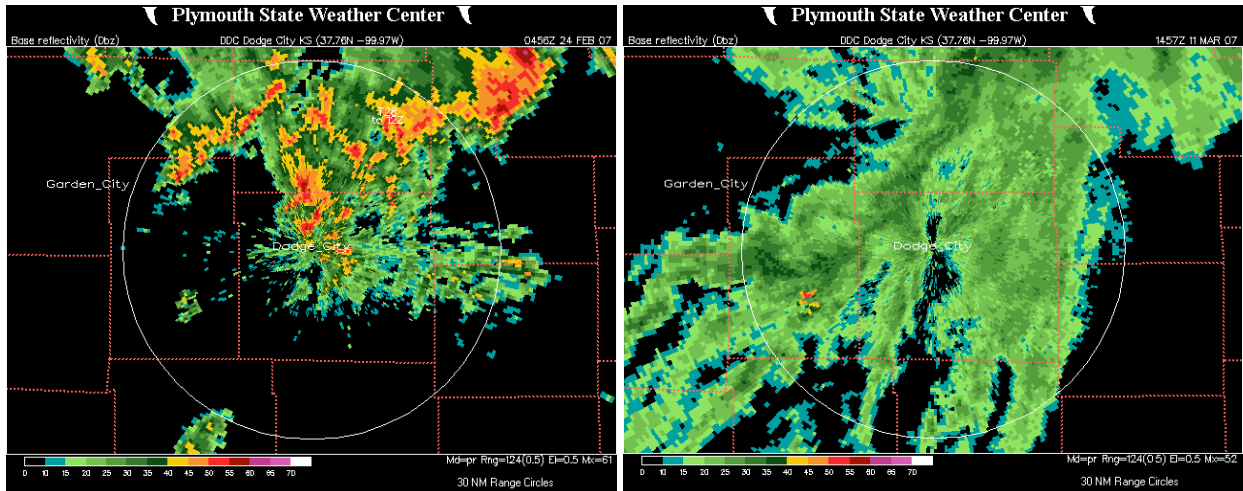 Plymouth State Weather Center
Base reflectivity (Dbz) DDC Dodge City KS (37.76N -99.97W) 0456Z 24 FEB 07
Garden_City
Dodge_City
0 10 15 20 25 30 35 40 45 50 55 60 65 70
Md=pr Rng=124(0.5) El=0.5 Mx=61
30 NM Range Circles
Plymouth State Weather Center
Base reflectivity (Dbz) DDC Dodge City KS (37.76N -99.97W) 1457Z 11 MAR 07
Garden_City
Dodge_City
0 10 15 20 25 30 35 40 45 50 55 60 65 70
Md=pr Rng=124(0.5) El=0.5 Mx=52
30 NM Range Circles